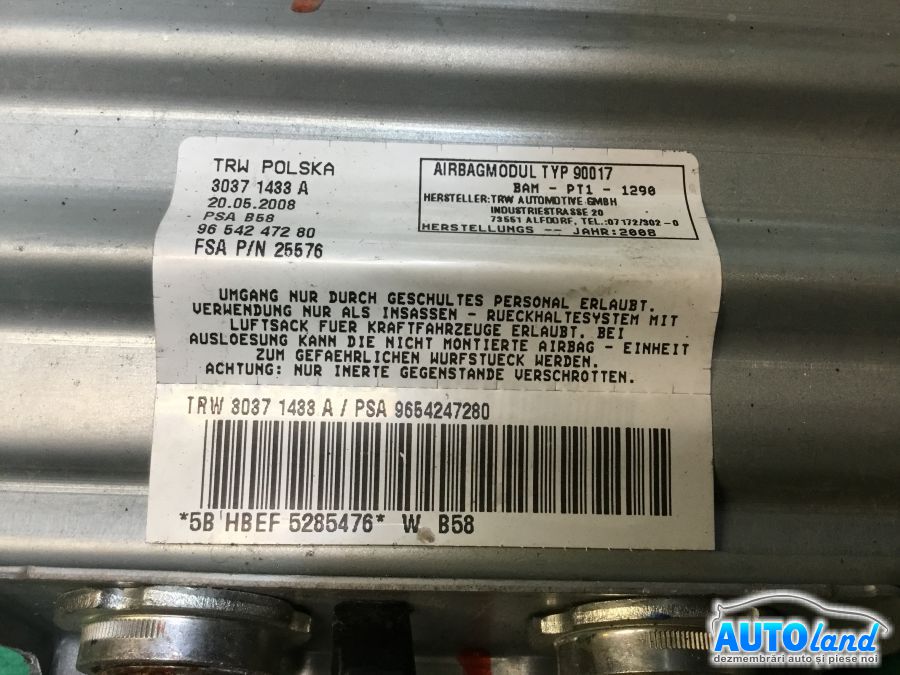 TRW POLSKA
3037 1433 A
20.05.2008
PSA B58
96 542 472 80
FSA P/N 25576
AIRBAGMODUL TYP 90017
BAM - PT1 - 1290
HERSTELLER:TRW AUTOMOTIVE GMBH
INDUSTRIESTRASSE 20
73551 ALFDORF, TEL.:07172/302-0
HERSTELLUNGS -- JAHR:2008
UMGANG NUR DURCH GESCHULTES PERSONAL ERLAUBT.
VERWENDUNG NUR ALS INSASSEN - RUECKHALTESYSTEM MIT
LUFTSACK FUER KRAFTFAHRZEUGE ERLAUBT. BEI
AUSLOESUNG KANN DIE NICHT MONTIERTE AIRBAG - EINHEIT
ZUM GEFAEHRLICHEN WURFSTUECK WERDEN.
ACHTUNG: NUR INERTE GEGENSTANDE VERSCHROTTEN.
TRW 3037 1433 A / PSA 9654247280
*5B HBEF 5285476* W B58
AUTOland
dezmembrări auto și piese noi